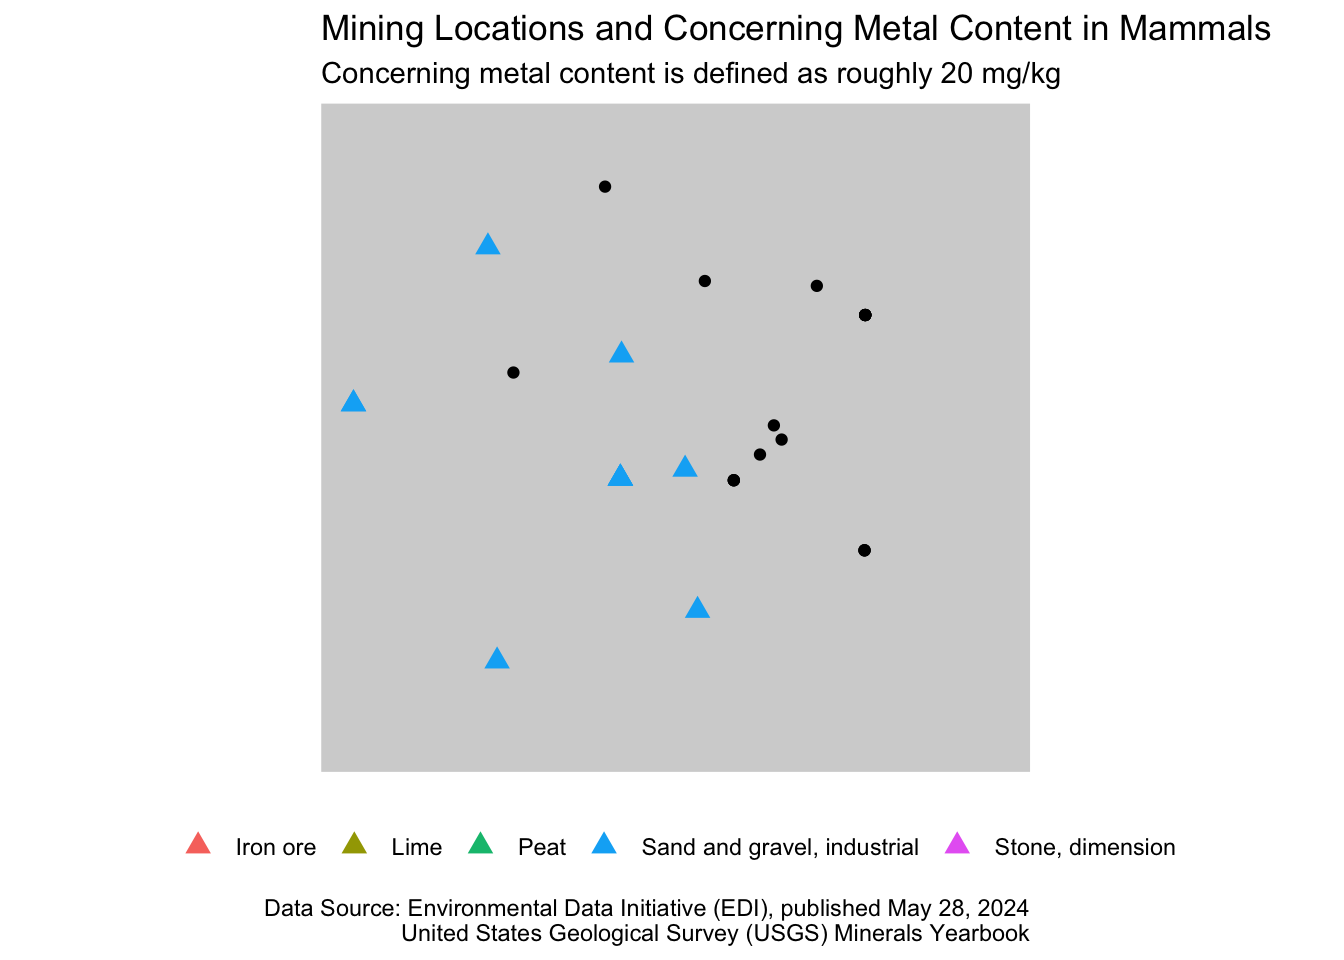 Mining Locations and Concerning Metal Content in Mammals
Concerning metal content is defined as roughly 20 mg/kg
Iron ore Lime Peat Sand and gravel, industrial Stone, dimension
Data Source: Environmental Data Initiative (EDI), published May 28, 2024
United States Geological Survey (USGS) Minerals Yearbook